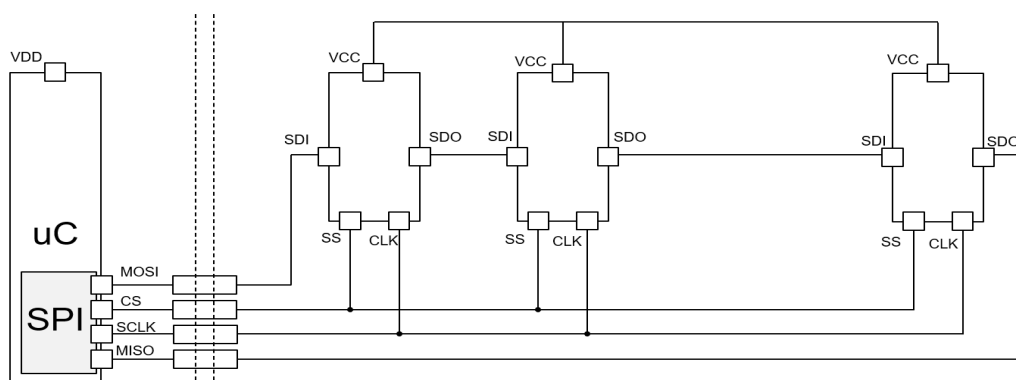 VDD
VCC
VCC
VCC
SDI
SDO
SDI
SDO
SDI
SDO
SS
CLK
SS
CLK
SS
CLK
uC
SPI
MOSI
CS
SCLK
MISO